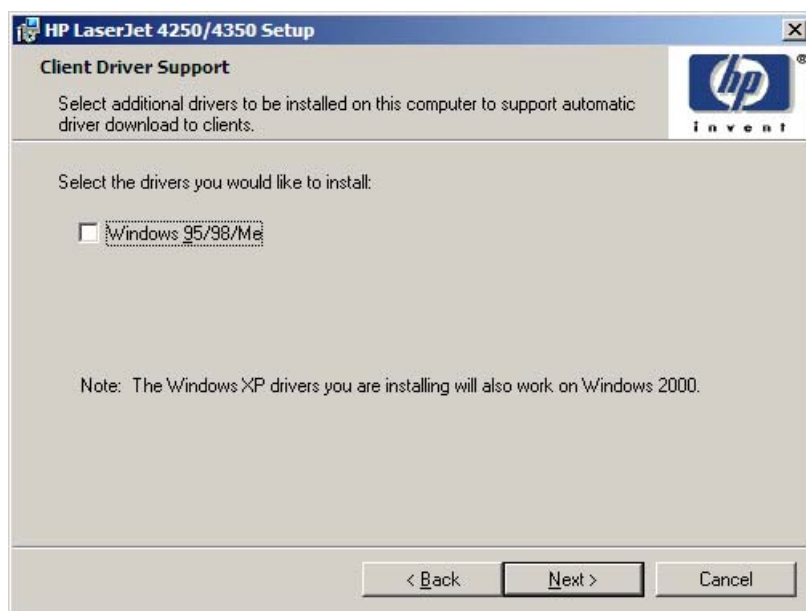 HP LaserJet 4250/4350 Setup
Client Driver Support
Select additional drivers to be installed on this computer to support automatic
driver download to clients.
hp
®
invent
Select the drivers you would like to install:
Windows 95/98/Me
Note: The Windows XP drivers you are installing will also work on Windows 2000.
< Back
Next >
Cancel